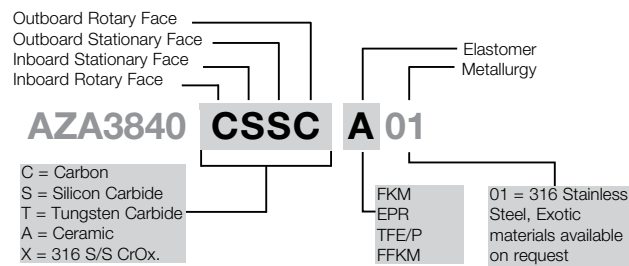 Outboard Rotary Face
Outboard Stationary Face
Inboard Stationary Face
Inboard Rotary Face
Elastomer
Metallurgy
AZA3840 CSSC A 01
C = Carbon
S = Silicon Carbide
T = Tungsten Carbide
A = Ceramic
X = 316 S/S CrOx.
FKM
EPR
TFE/P
FFKM
01 = 316 Stainless
Steel, Exotic
materials available
on request